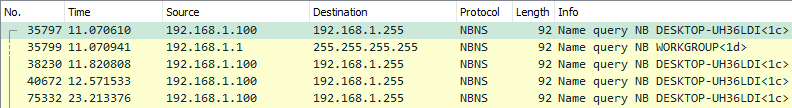 No. Time Source Destination Protocol Length Info
35797 11.070610 192.168.1.100 192.168.1.255 NBNS 92 Name query NB DESKTOP-UH36LDI<1c>
35799 11.070941 192.168.1.1 255.255.255.255 NBNS 92 Name query NB WORKGROUP<1d>
38230 11.820808 192.168.1.100 192.168.1.255 NBNS 92 Name query NB DESKTOP-UH36LDI<1c>
40672 12.571533 192.168.1.100 192.168.1.255 NBNS 92 Name query NB DESKTOP-UH36LDI<1c>
75332 23.213376 192.168.1.100 192.168.1.255 NBNS 92 Name query NB DESKTOP-UH36LDI<1c>